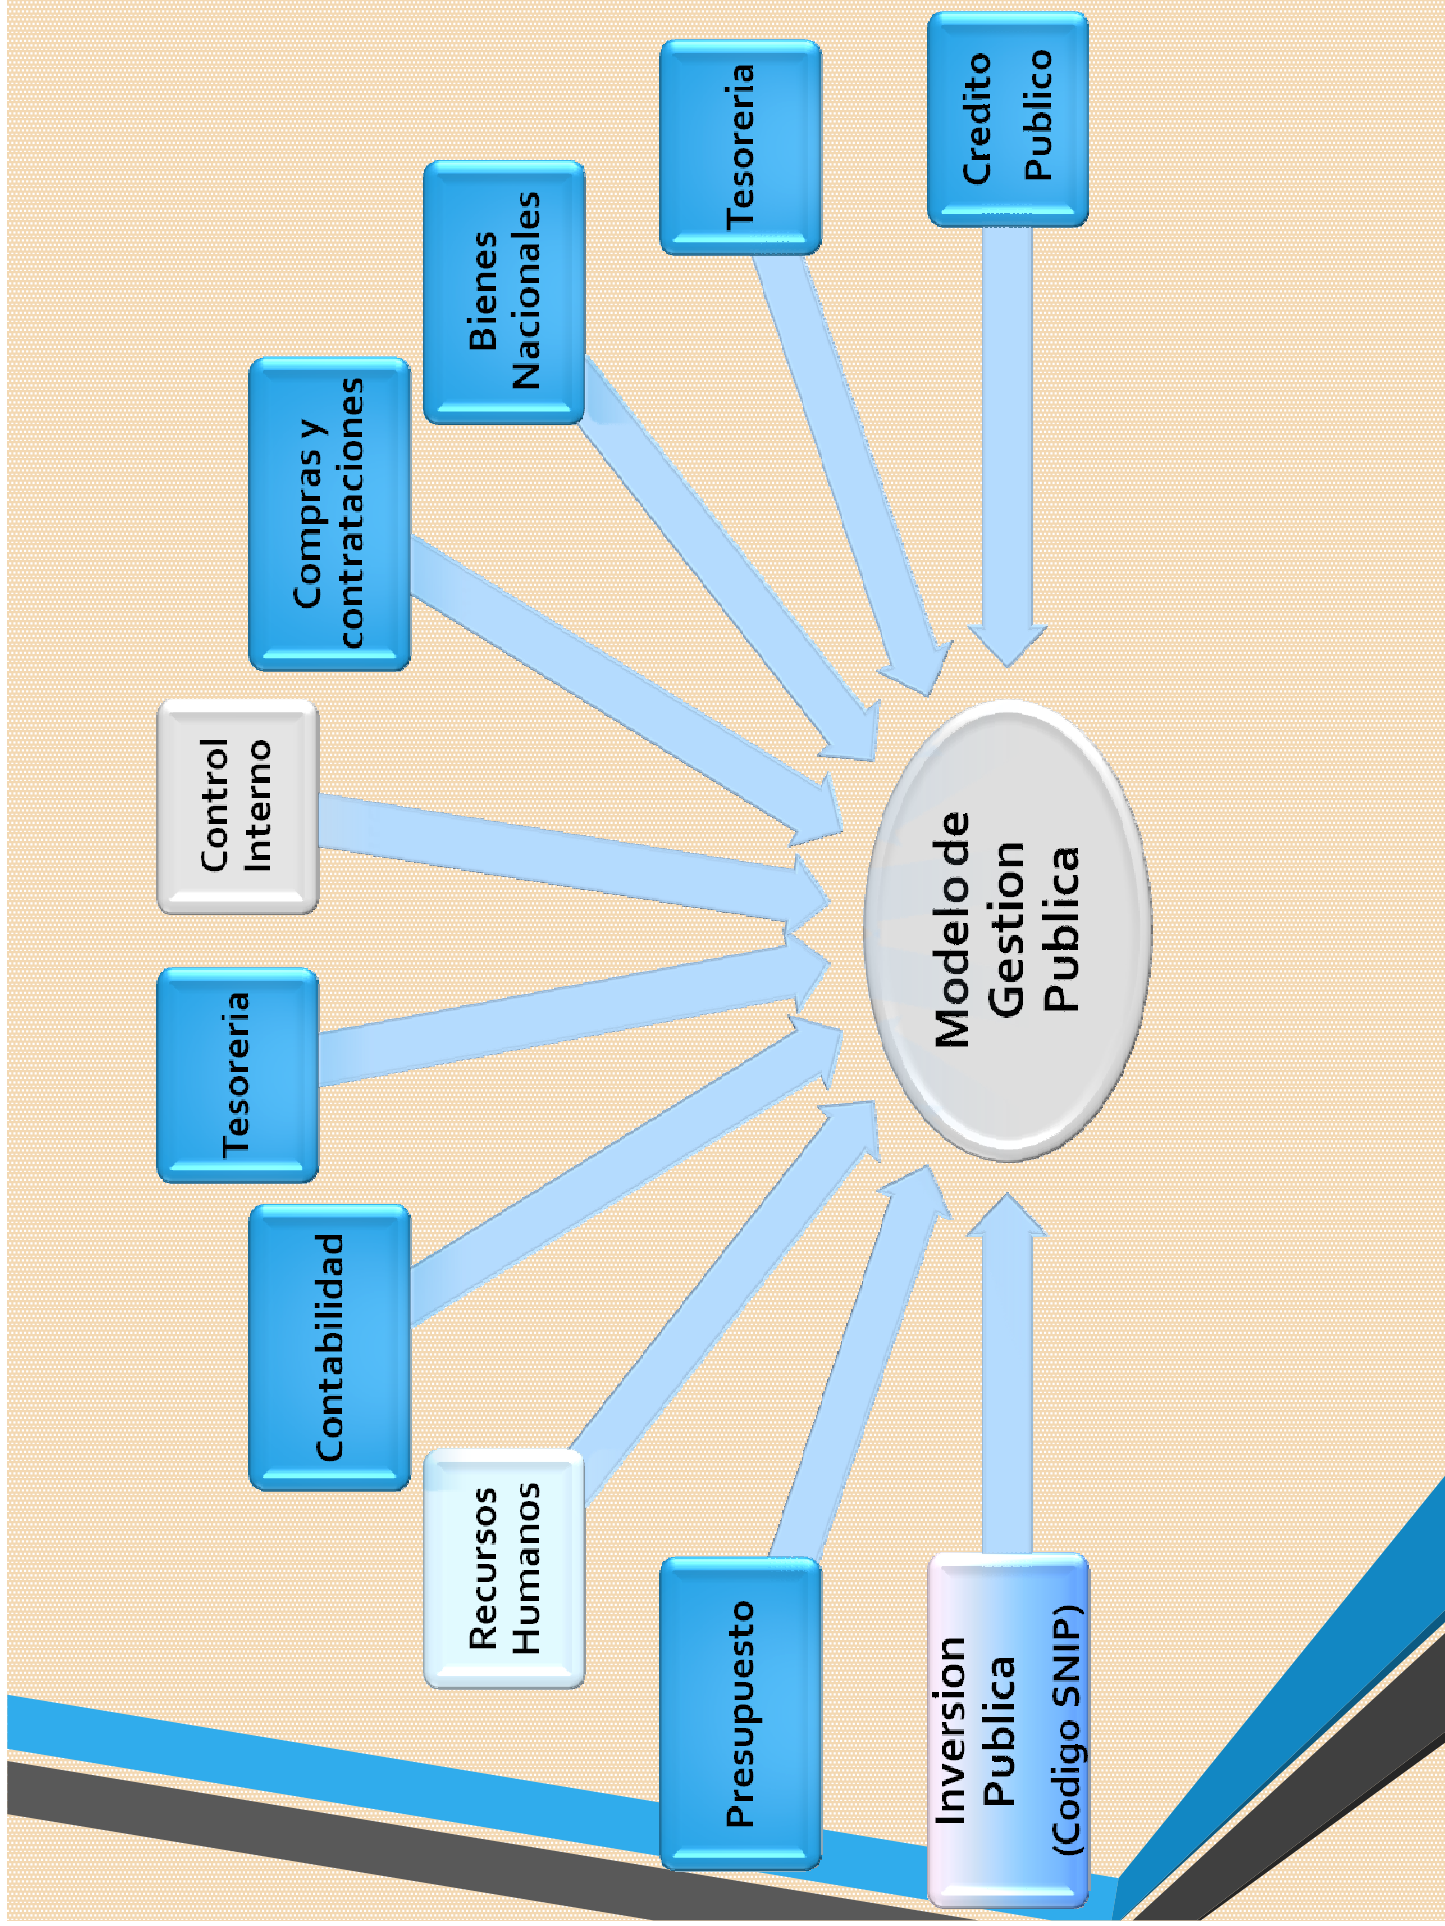 Inversion
Publica
(Codigo SNIP)
Presupuesto
Recursos
Humanos
Contabilidad
Tesoreria
Control
Interno
Compras y
contrataciones
Bienes
Nacionales
Tesoreria
Credito
Publico
Modelo de
Gestion
Publica